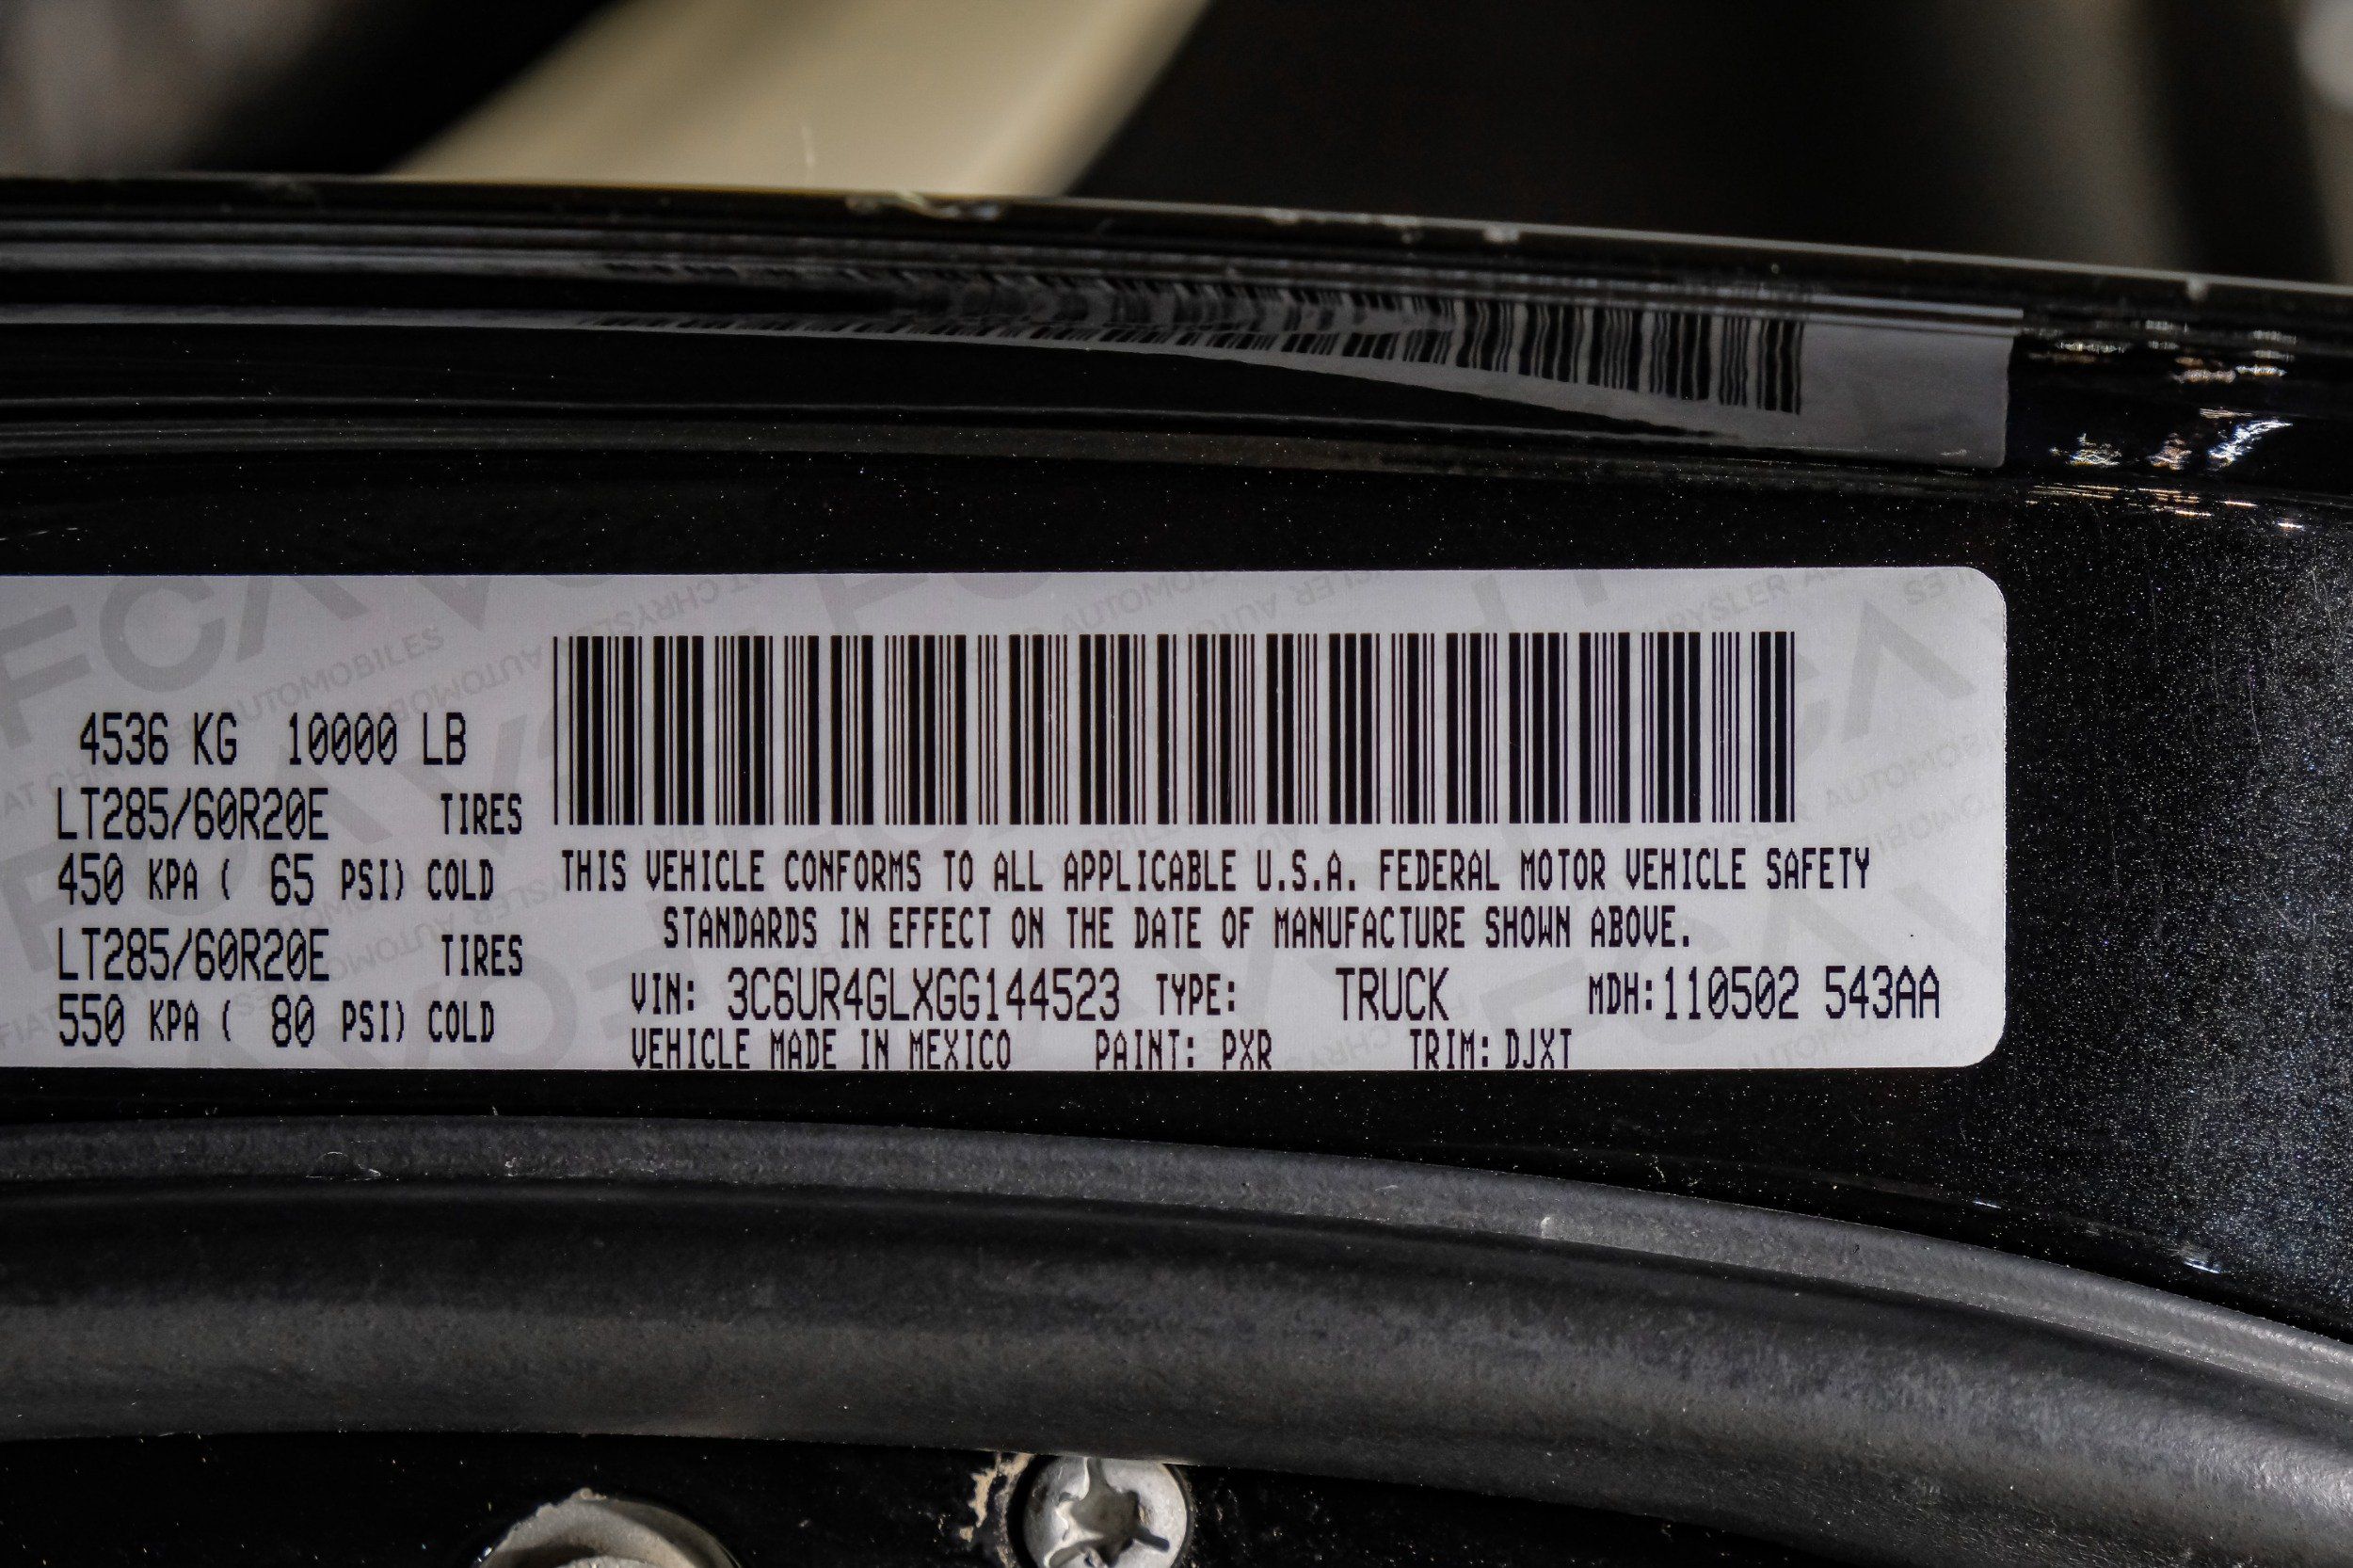 4536 KG 10000 LB
LT285/60R20E TIRES
450 KPA ( 65 PSI) COLD
LT285/60R20E TIRES
550 KPA ( 80 PSI) COLD
THIS VEHICLE CONFORMS TO ALL APPLICABLE U.S.A. FEDERAL MOTOR VEHICLE SAFETY
STANDARDS IN EFFECT ON THE DATE OF MANUFACTURE SHOWN ABOVE.
VIN: 3C6UR4GLXGG144523 TYPE: TRUCK MDH:110502 543AA
VEHICLE MADE IN MEXICO PAINT: PXR TRIM: DJXT